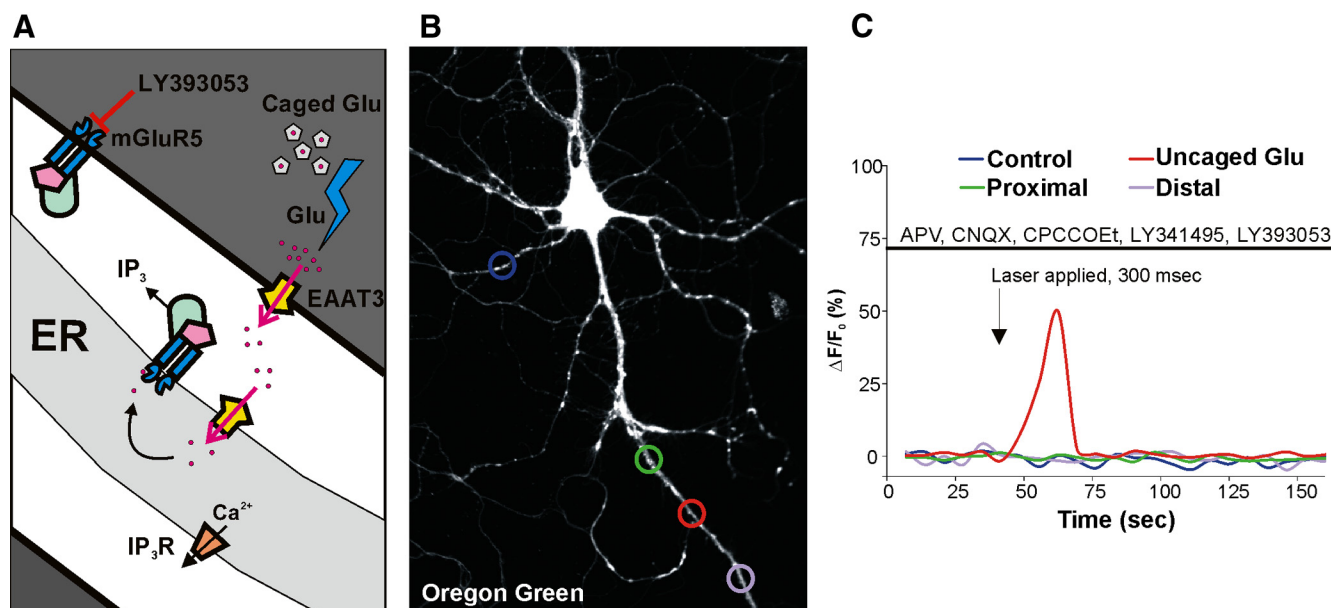 A
LY393053
mGluR5
Caged Glu
Glu
EAAT3
IP3
ER
Ca2+
IP3R
B
Oregon Green
C
Control
Uncaged Glu
Proximal
Distal
APV, CNQX, CPCCOEt, LY341495, LY393053
Laser applied, 300 msec
ΔF/F0 (%)
100
75
50
25
0
0 25 50 75 100 125 150
Time (sec)